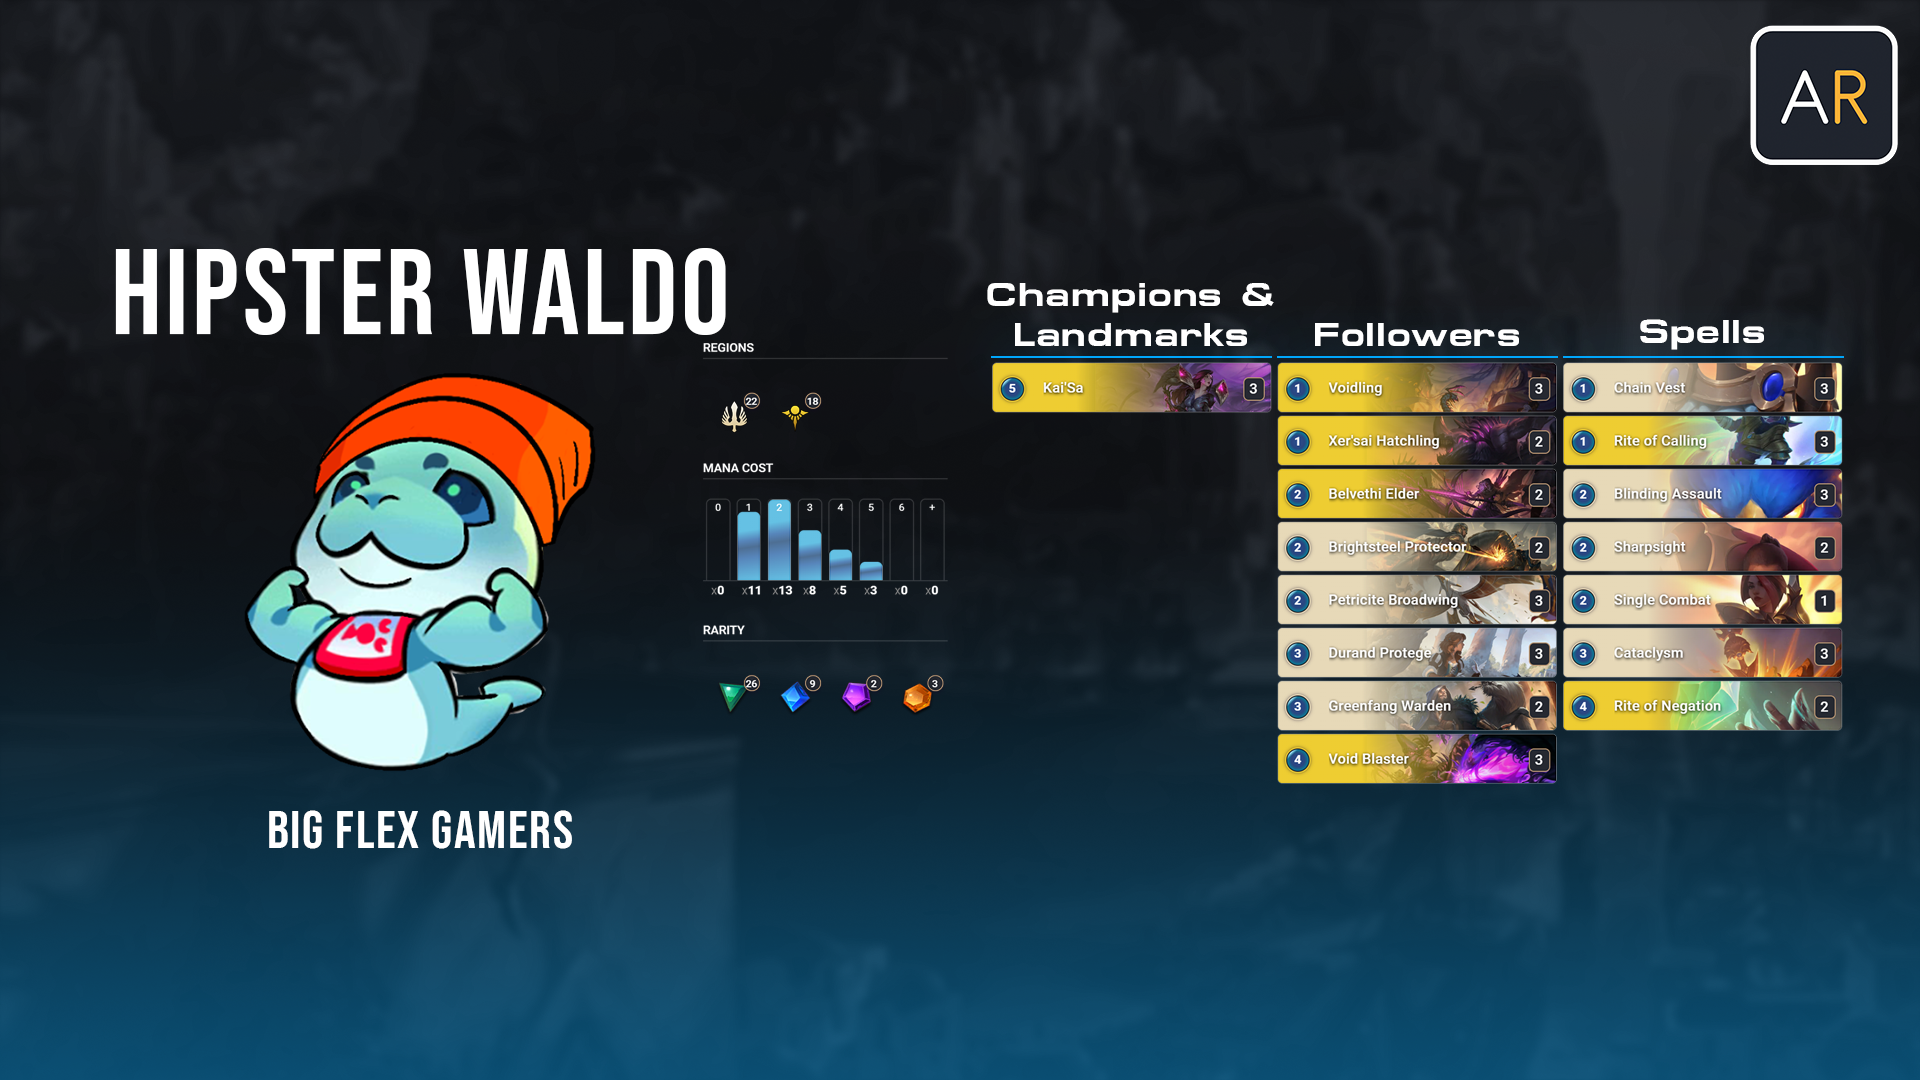 AR
HIPSTER WALDO
BIG FLEX GAMERS
REGIONS
22 18
MANA COST
0 1 2 3 4 5 6 +
x0 x11 x13 x8 x5 x3 x0 x0
RARITY
26 9 2 3
Champions &
Landmarks
5 Kai'Sa 3
Followers
1 Voidling 3
1 Xer'sai Hatchling 2
2 Belvethi Elder 2
2 Brightsteel Protector 2
2 Petricite Broadwing 3
3 Durand Protege 3
3 Greenfang Warden 2
4 Void Blaster 3
Spells
1 Chain Vest 3
1 Rite of Calling 3
2 Blinding Assault 3
2 Sharpsight 2
2 Single Combat 1
3 Cataclysm 3
4 Rite of Negation 2